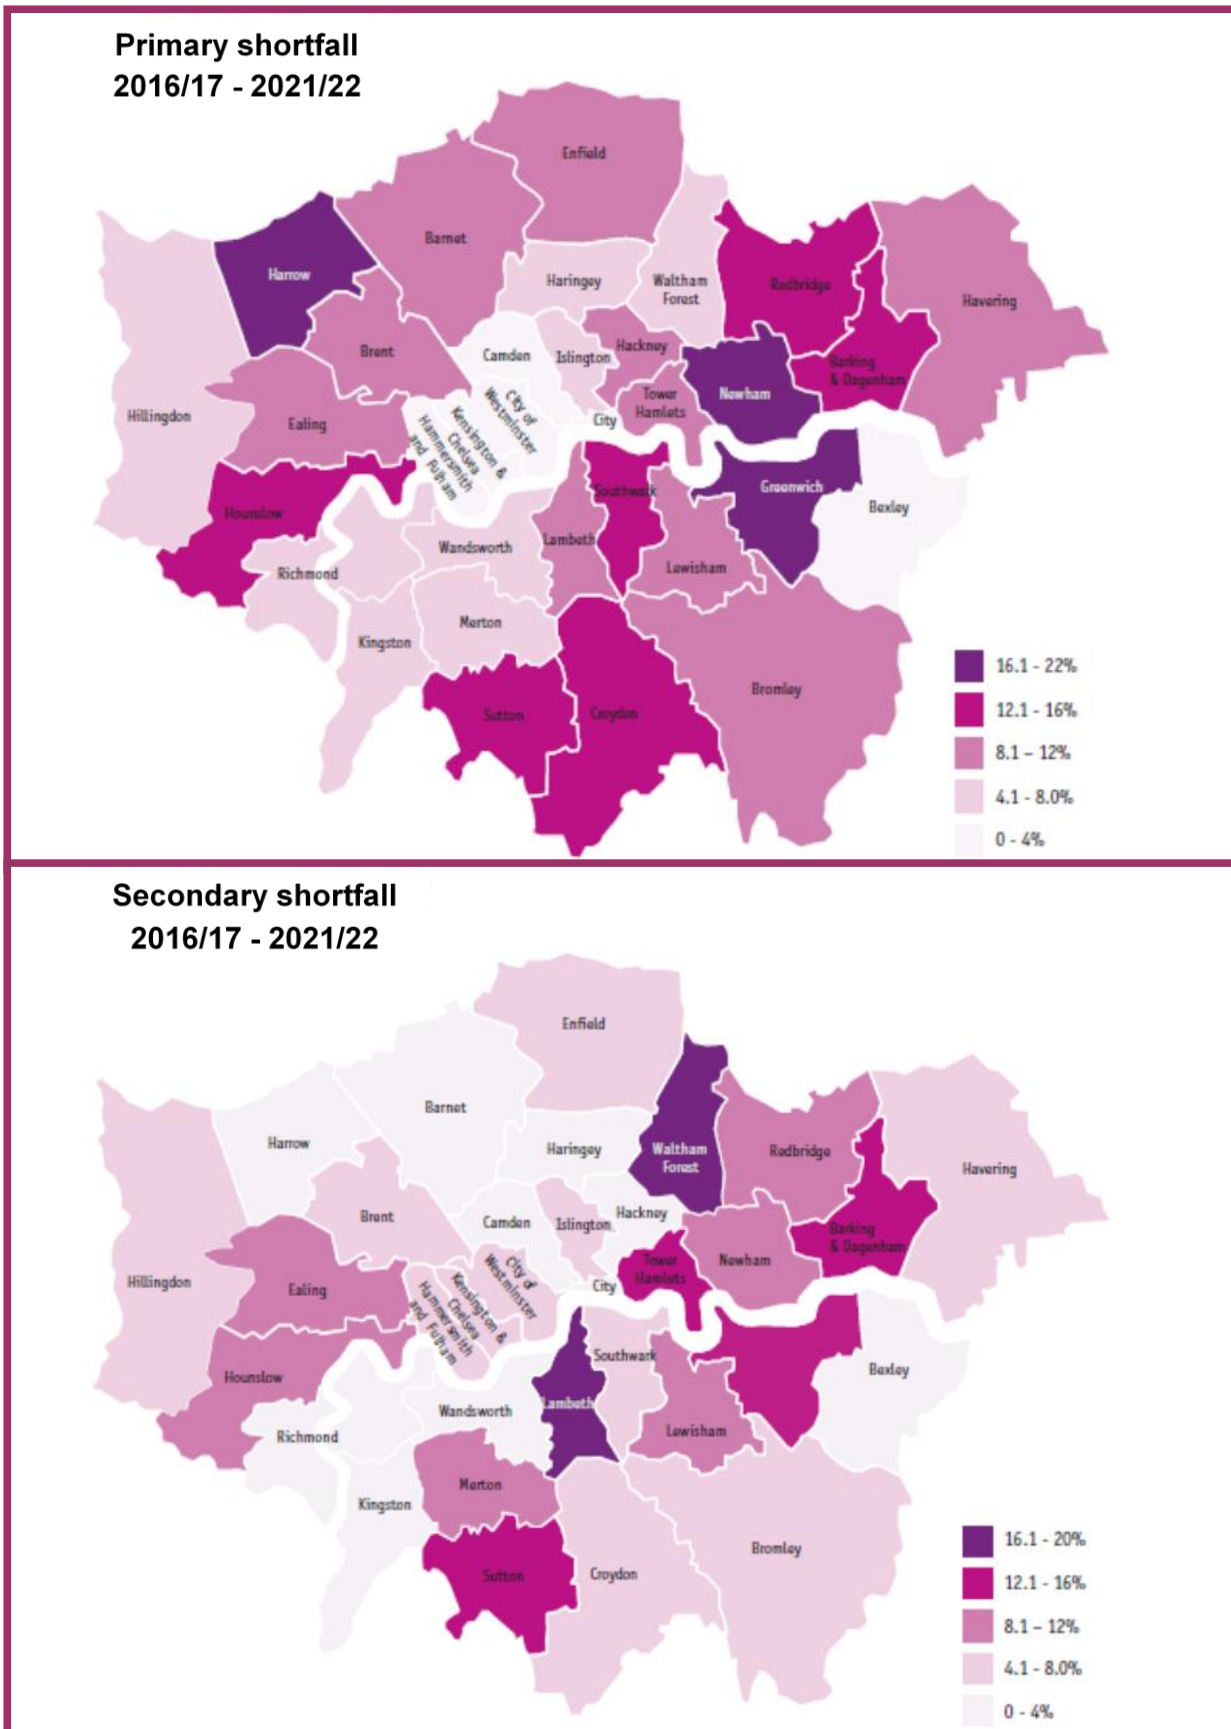 Primary shortfall
2016/17 - 2021/22
Enfield
Barnet
Harrow
Haringey
Waltham
Forest
Redbridge
Havering
Brent
Camden
Islington
Hackney
Barking
& Dagenham
Hillingdon
Ealing
Hammersmith
and Fulham
Kensington &
Chelsea
City of
Westminster
City
Tower
Hamlets
Newham
Hounslow
Southwark
Greenwich
Bexley
Richmond
Wandsworth
Lambeth
Lewisham
Kingston
Merton
Sutton
Croydon
Bromley
16.1 - 22%
12.1 - 16%
8.1 – 12%
4.1 - 8.0%
0 - 4%
Secondary shortfall
2016/17 - 2021/22
Enfield
Barnet
Harrow
Haringey
Waltham
Forest
Redbridge
Havering
Brent
Camden
Islington
Hackney
Barking
& Dagenham
Hillingdon
Ealing
Hammersmith
and Fulham
Kensington &
Chelsea
City of
Westminster
City
Tower
Hamlets
Newham
Hounslow
Southwark
Bexley
Richmond
Wandsworth
Lambeth
Lewisham
Kingston
Merton
Sutton
Croydon
Bromley
16.1 - 20%
12.1 - 16%
8.1 – 12%
4.1 - 8.0%
0 - 4%